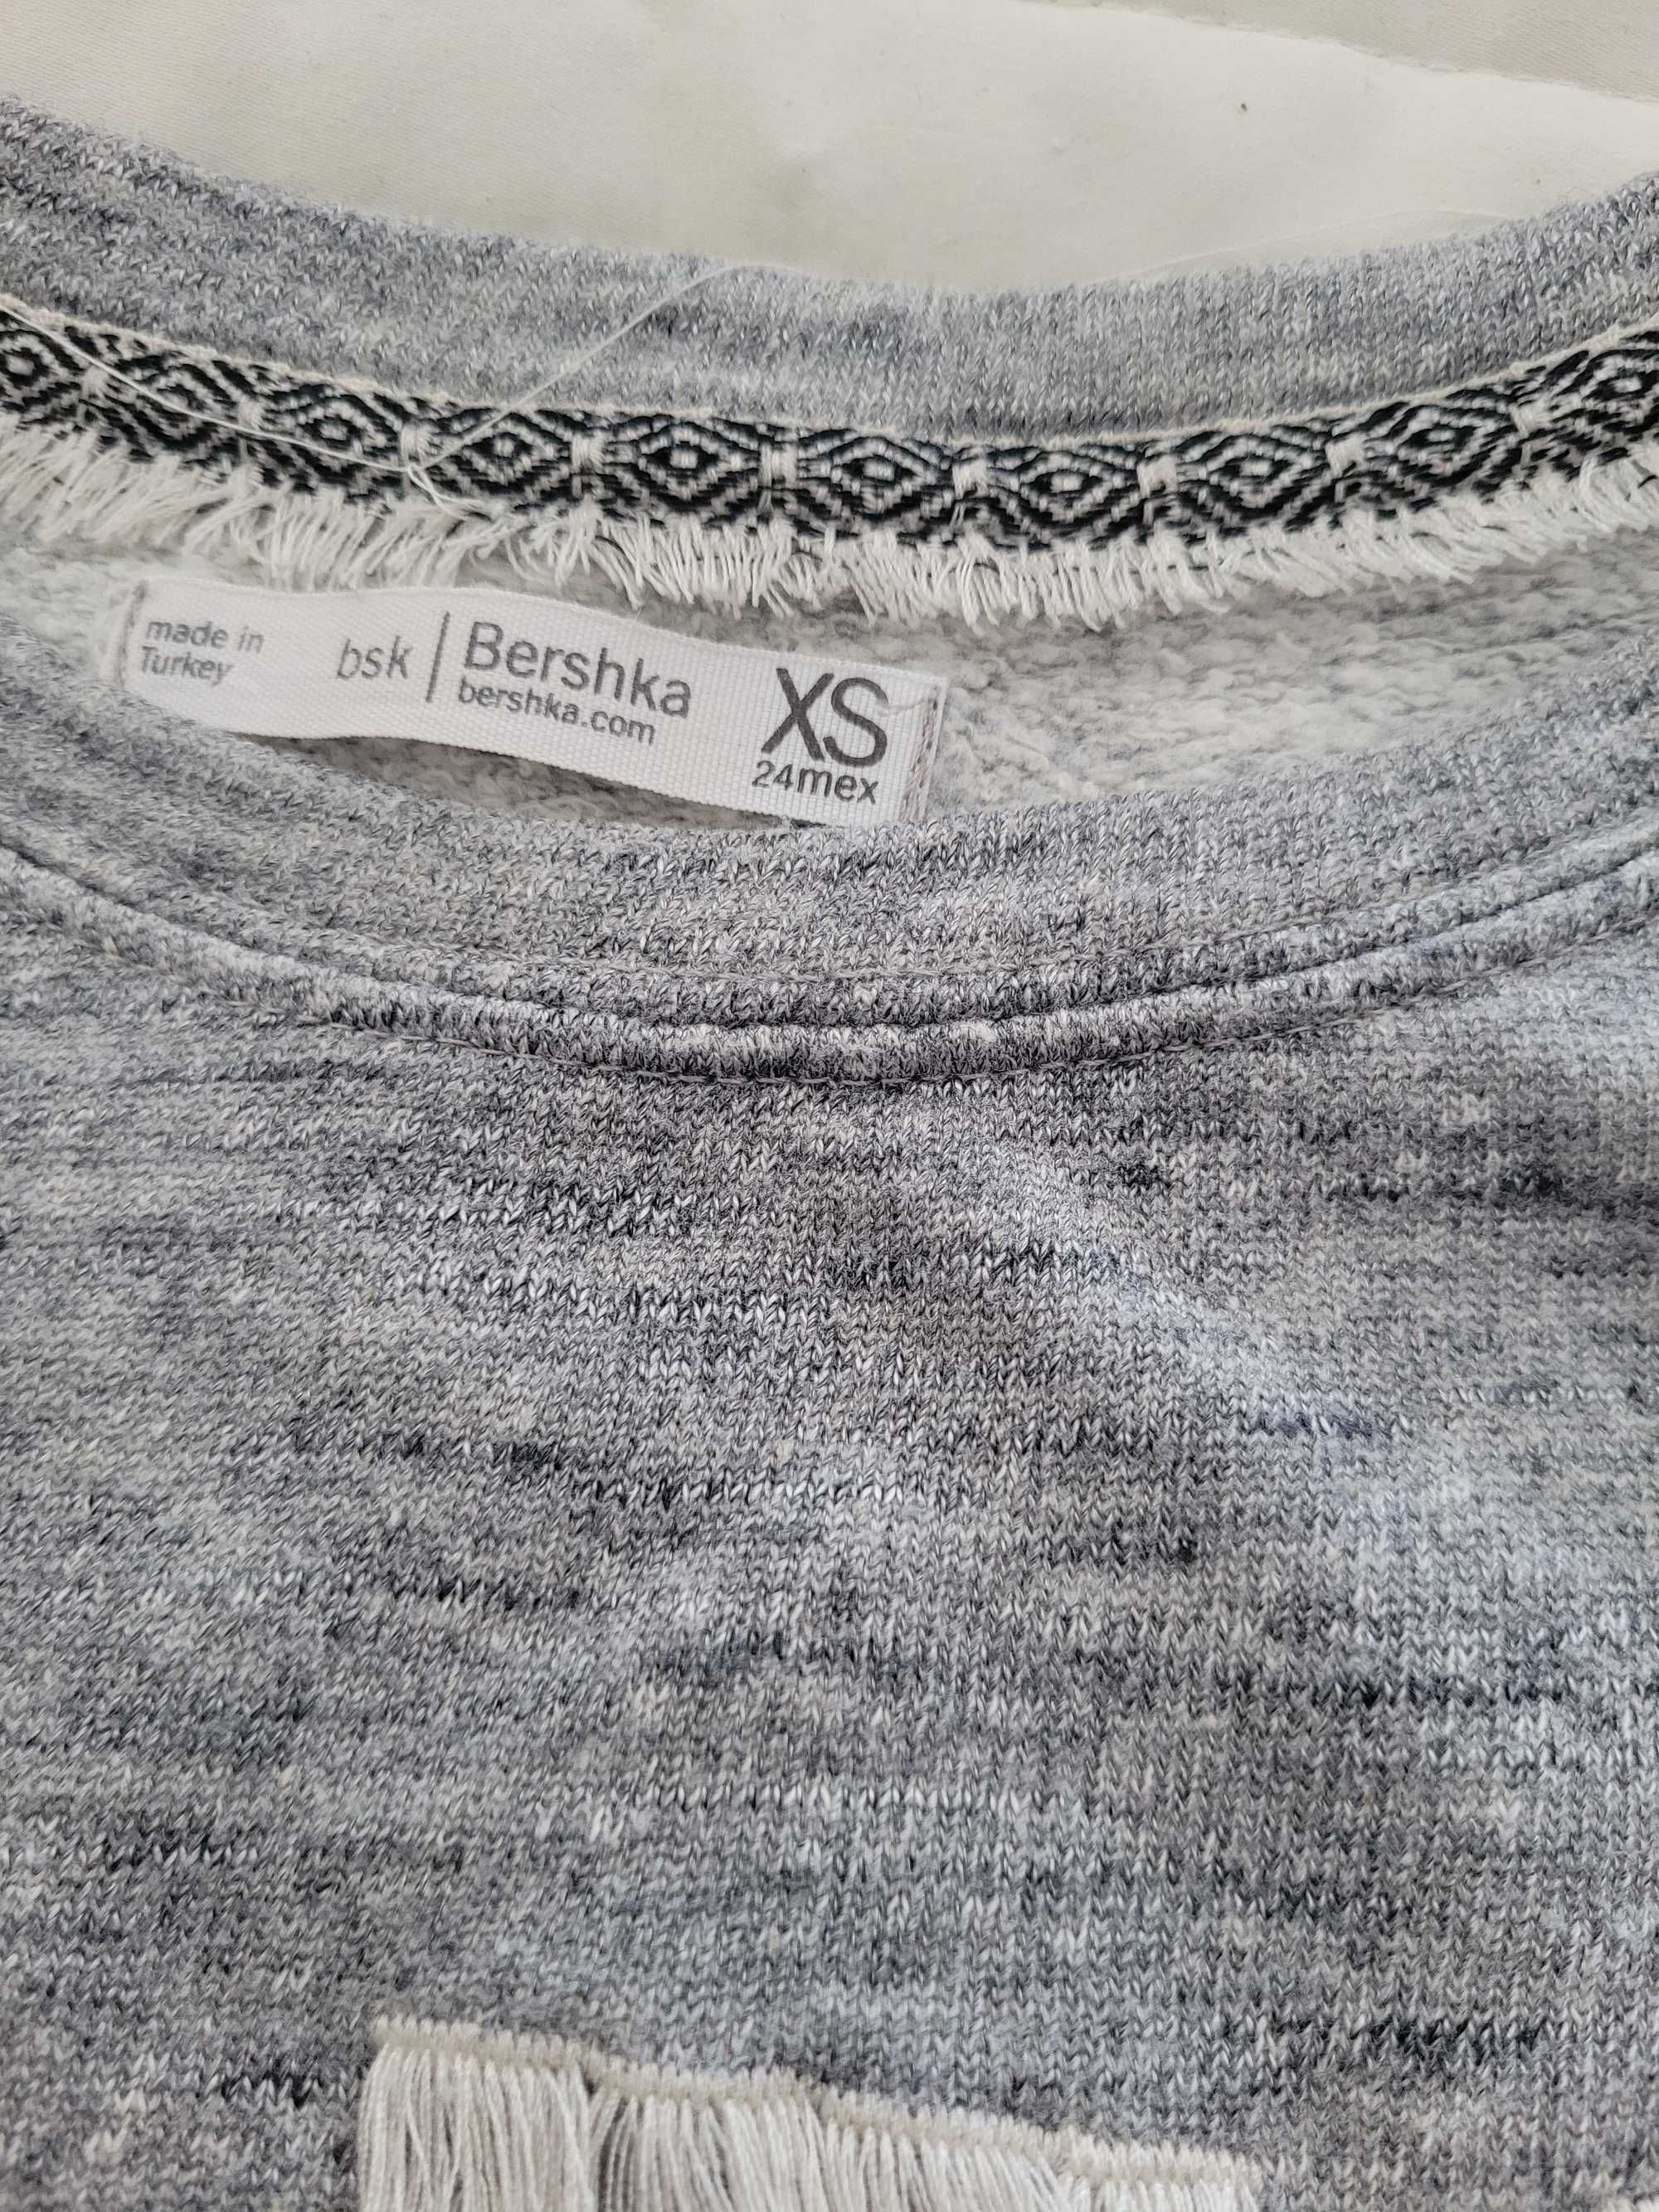 made in
Turkey
bsk | Bershka
bershka.com
XS
24mex